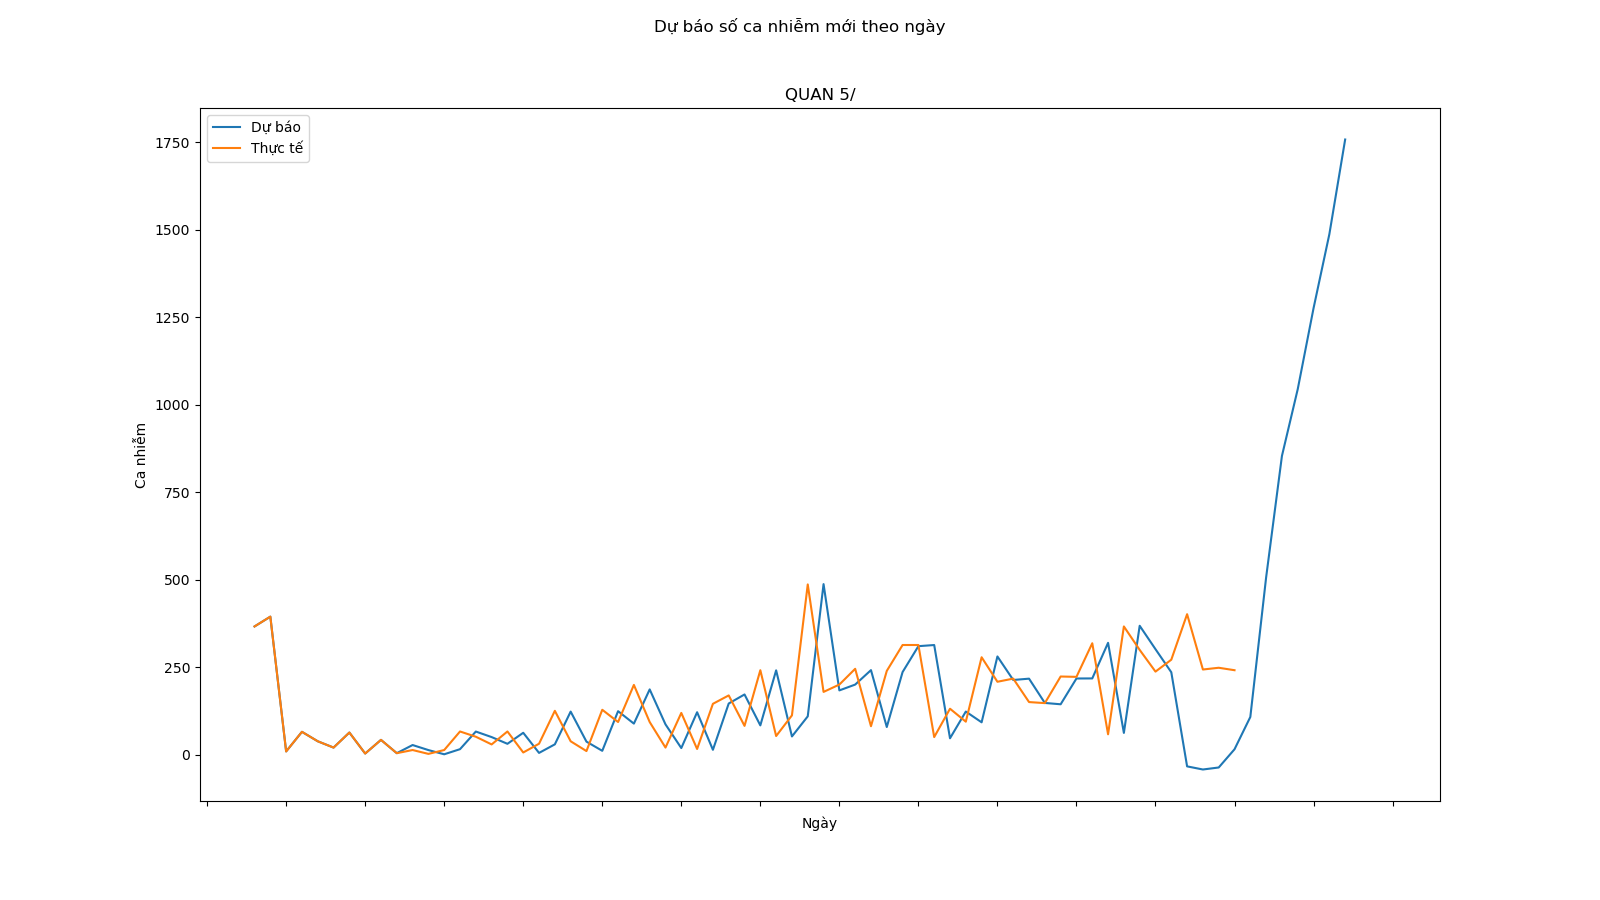 Dự báo số ca nhiễm mới theo ngày
QUAN 5/
Dự báo
Thực tế
1750
1500
1250
1000
750
500
250
0
Ca nhiễm
Ngày